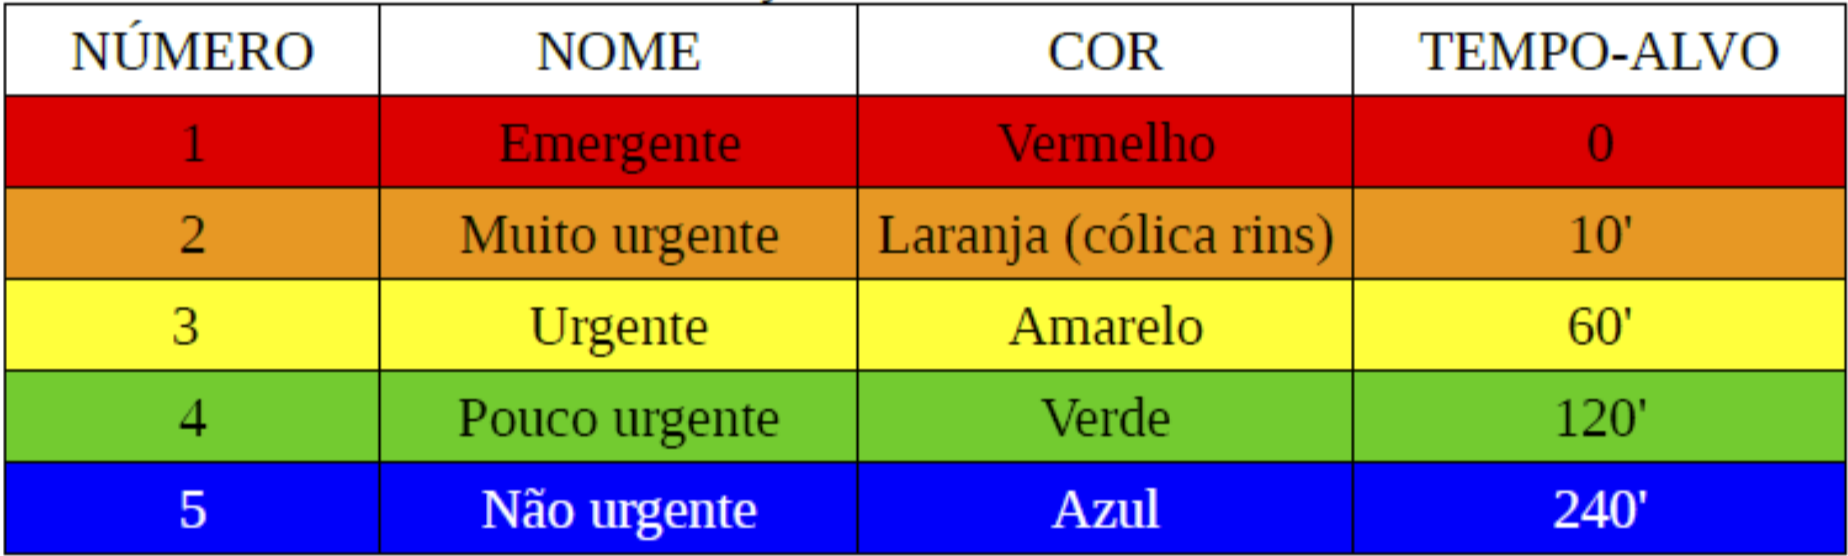 NÚMERO NOME COR TEMPO-ALVO
1 Emergente Vermelho 0
2 Muito urgente Laranja (cólica rins) 10'
3 Urgente Amarelo 60'
4 Pouco urgente Verde 120'
5 Não urgente Azul 240'